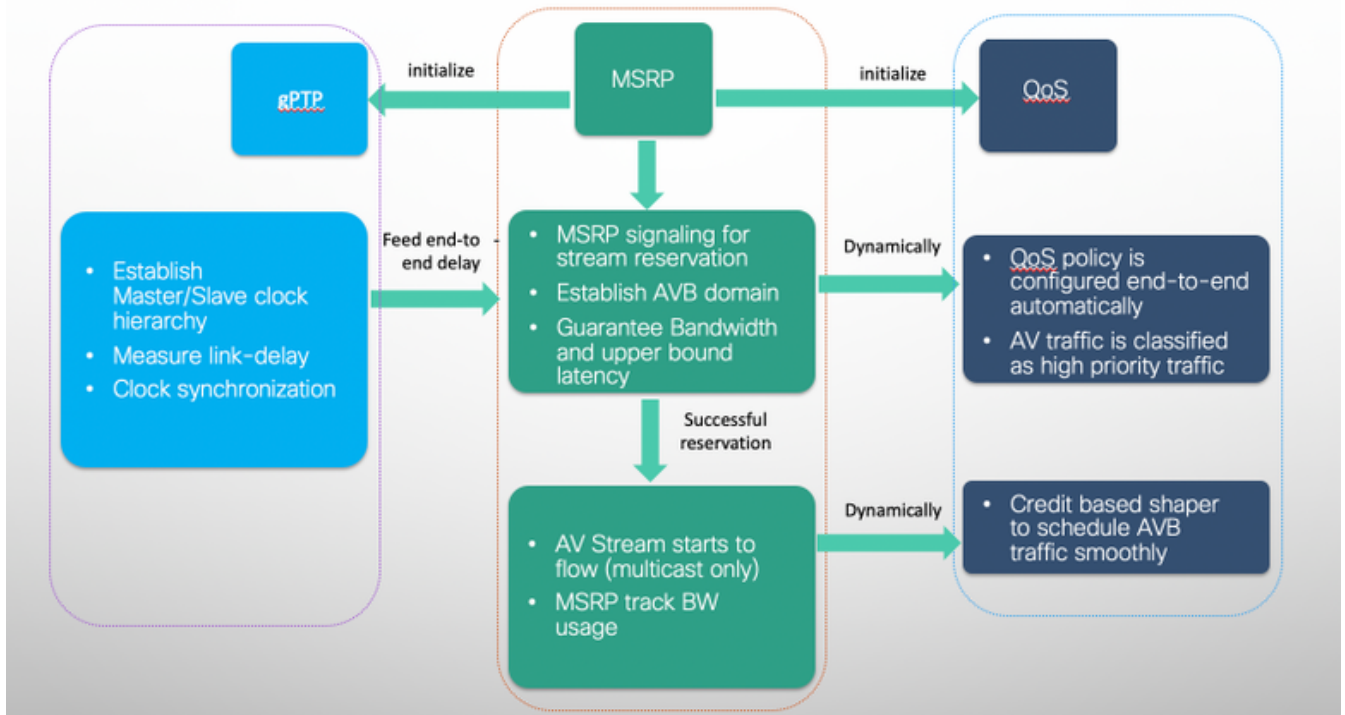 gPTP
initialize
MSRP
initialize
QoS
• Establish
Master/Slave clock
hierarchy
• Measure link-delay
• Clock synchronization
Feed end-to -
end delay
• MSRP signaling for
stream reservation
• Establish AVB domain
• Guarantee Bandwidth
and upper bound
latency
Dynamically
• QoS policy is
configured end-to-end
automatically
• AV traffic is classified
as high priority traffic
Successful
reservation
• AV Stream starts to
flow (multicast only)
• MSRP track BW
usage
Dynamically
• Credit based shaper
to schedule AVB
traffic smoothly